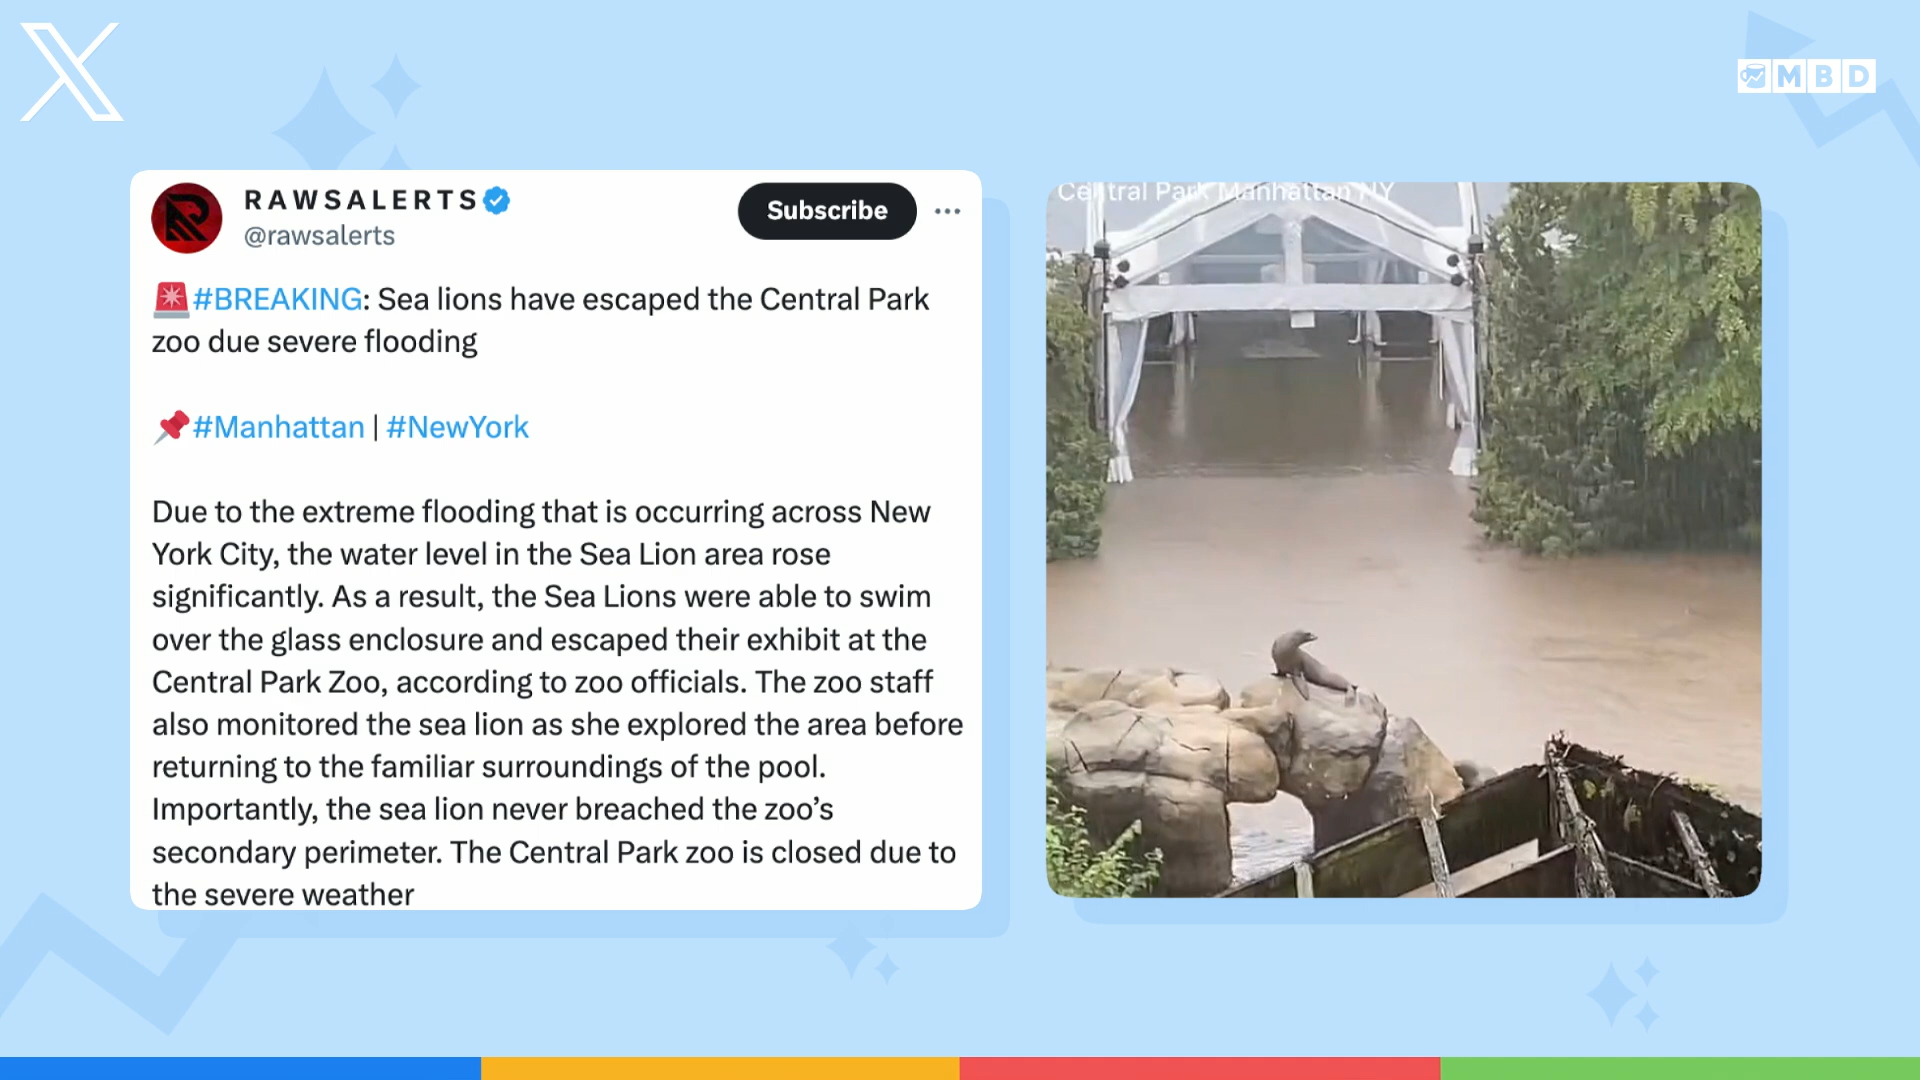 X
MBD
RAWSALERTS
@rawsalerts
Subscribe
#BREAKING: Sea lions have escaped the Central Park
zoo due severe flooding
#Manhattan | #NewYork
Due to the extreme flooding that is occurring across New
York City, the water level in the Sea Lion area rose
significantly. As a result, the Sea Lions were able to swim
over the glass enclosure and escaped their exhibit at the
Central Park Zoo, according to zoo officials. The zoo staff
also monitored the sea lion as she explored the area before
returning to the familiar surroundings of the pool.
Importantly, the sea lion never breached the zoo’s
secondary perimeter. The Central Park zoo is closed due to
the severe weather
Central Park Manhattan NY